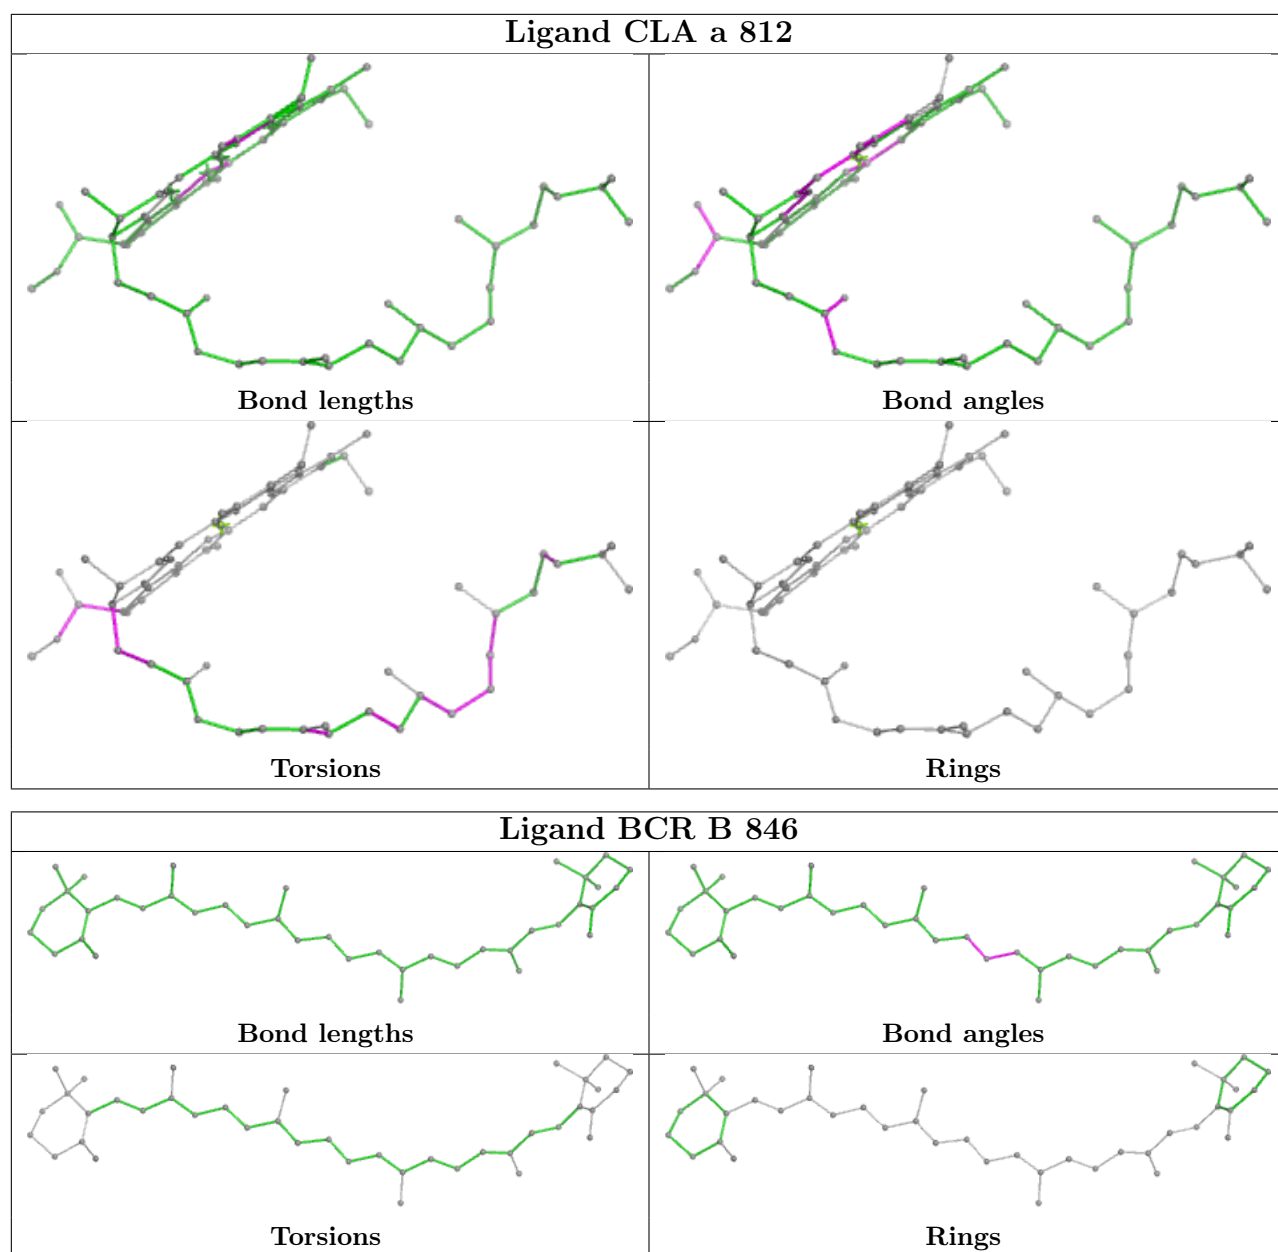 Ligand CLA a 812
Bond lengths
Bond angles
Torsions
Rings
Ligand BCR B 846
Bond lengths
Bond angles
Torsions
Rings